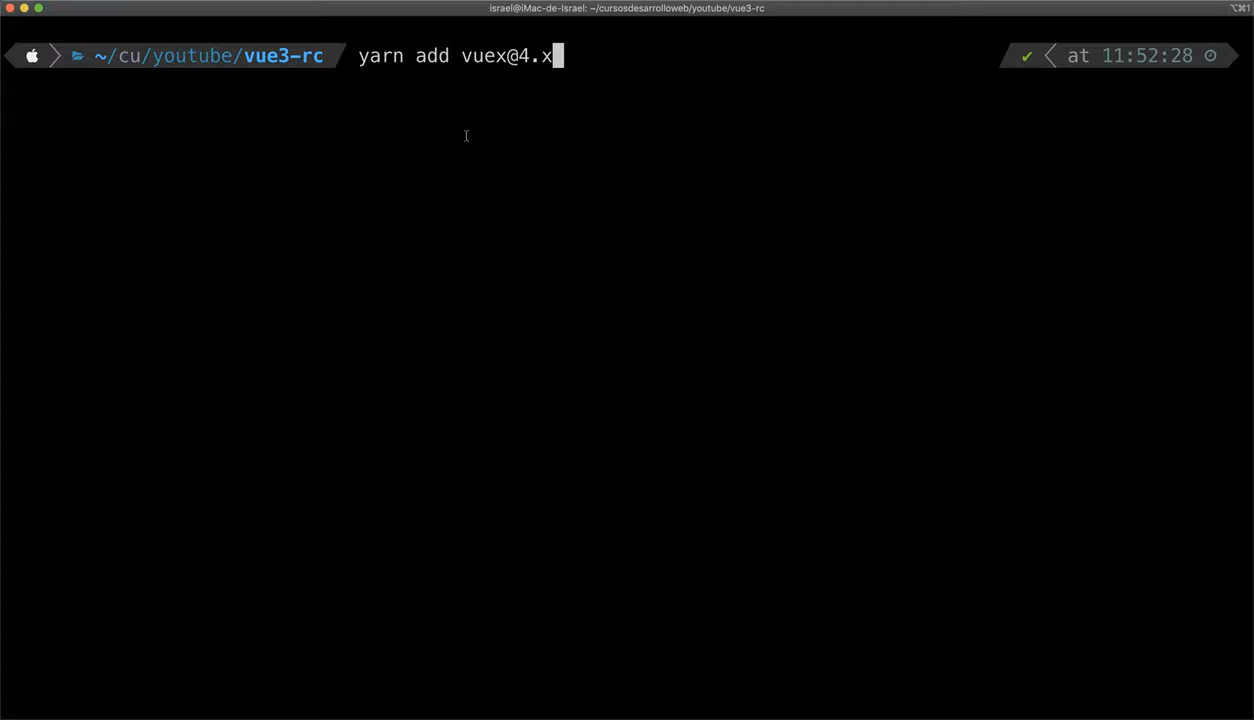 israel@iMac-de-Israel: ~/cursosdesarrolloweb/youtube/vue3-rc
⌥⌘1
~/cu/youtube/vue3-rc yarn add vuex@4.x ✔ at 11:52:28